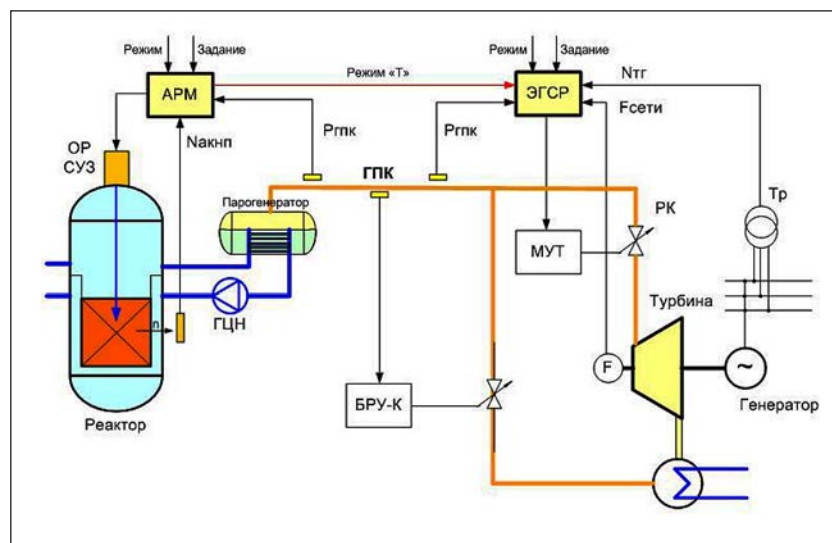 Режим
Задание
Режим
Задание
АРМ
Режим «Т»
ЭГСР
Nтг
Fсети
ОР
СУЗ
Nакнп
Ргпк
Ргпк
ГПК
Парогенератор
РК
Тр
МУТ
Турбина
n
ГЦН
F
~
БРУ-К
Генератор
Реактор